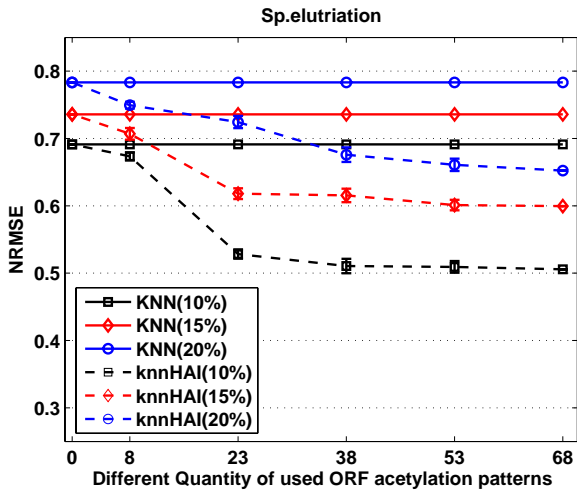 Sp.elutriation
NRMSE
0.8
0.7
0.6
0.5
0.4
0.3
KNN(10%)
KNN(15%)
KNN(20%)
knnHAI(10%)
knnHAI(15%)
knnHAI(20%)
0 8 23 38 53 68
Different Quantity of used ORF acetylation patterns